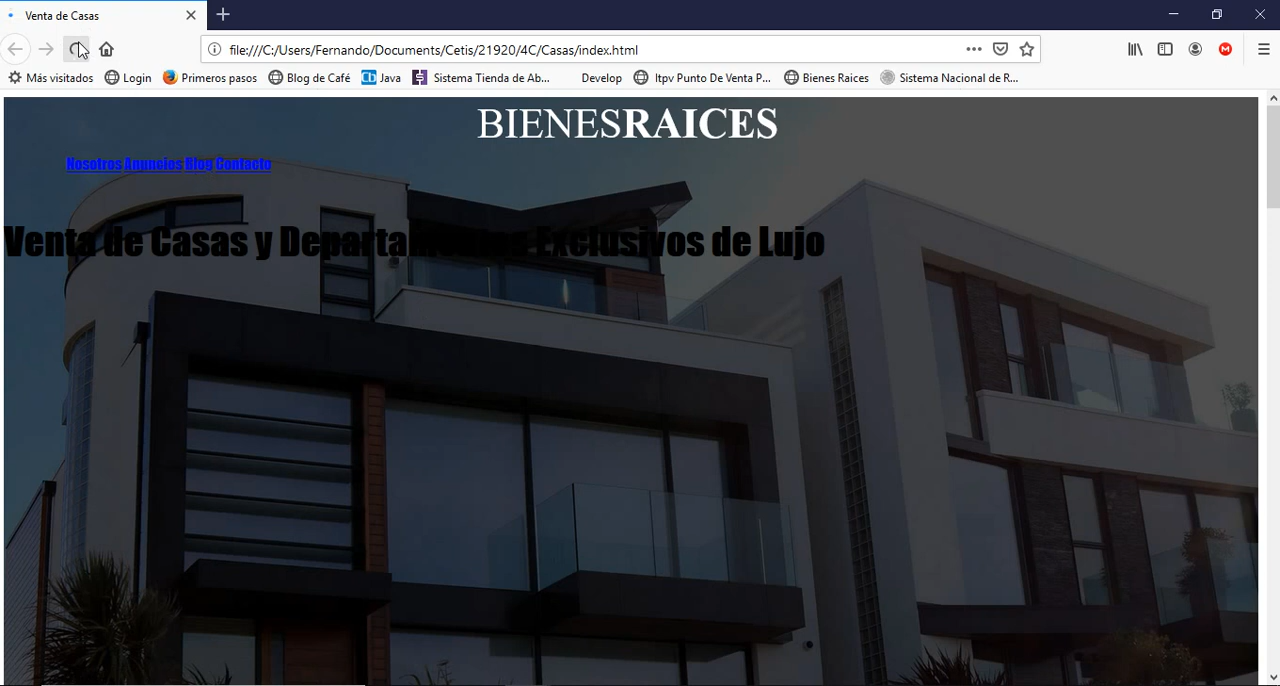 Venta de Casas
file:///C:/Users/Fernando/Documents/Cetis/21920/4C/Casas/index.html
Más visitados Login Primeros pasos Blog de Café Cb Java Sistema Tienda de Ab... Develop Itpv Punto De Venta P... Bienes Raices Sistema Nacional de R...
BIENESRAICES
Nosotros Anuncios Blog Contacto
Venta de Casas y Departamentos Exclusivos de Lujo